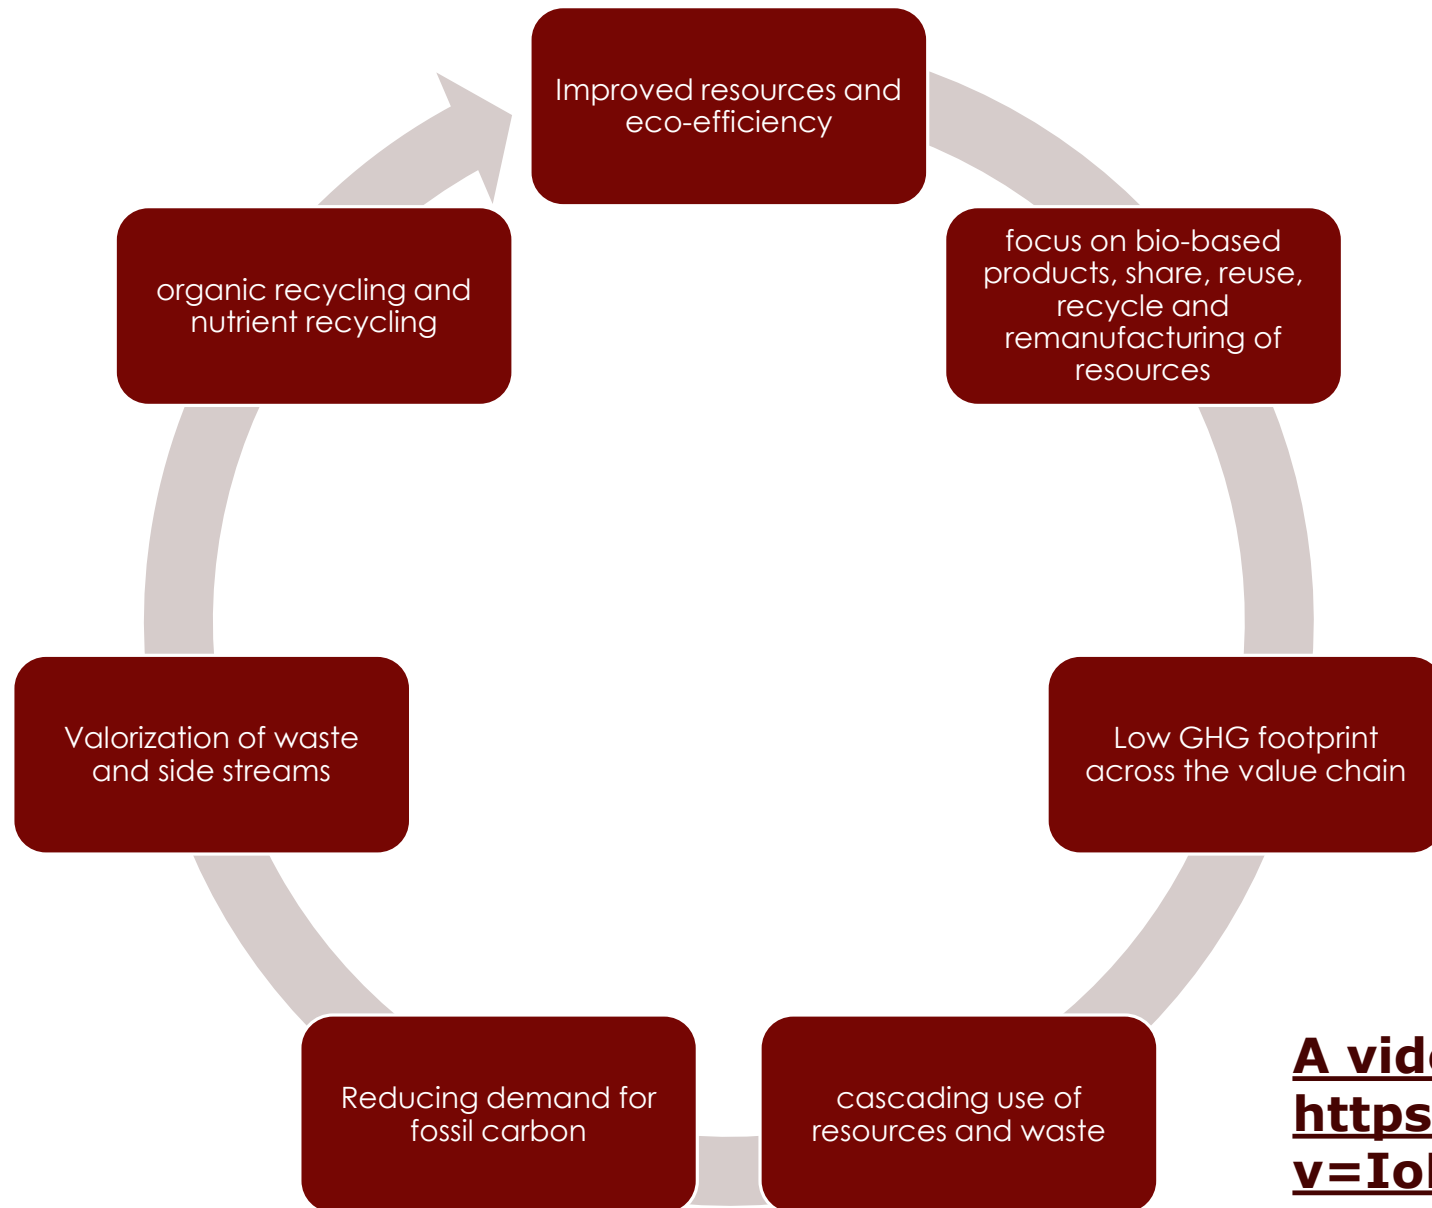 Improved resources and
eco-efficiency
focus on bio-based
products, share, reuse,
recycle and
remanufacturing of
resources
Low GHG footprint
across the value chain
cascading use of
resources and waste
Reducing demand for
fossil carbon
Valorization of waste
and side streams
organic recycling and
nutrient recycling
A
https